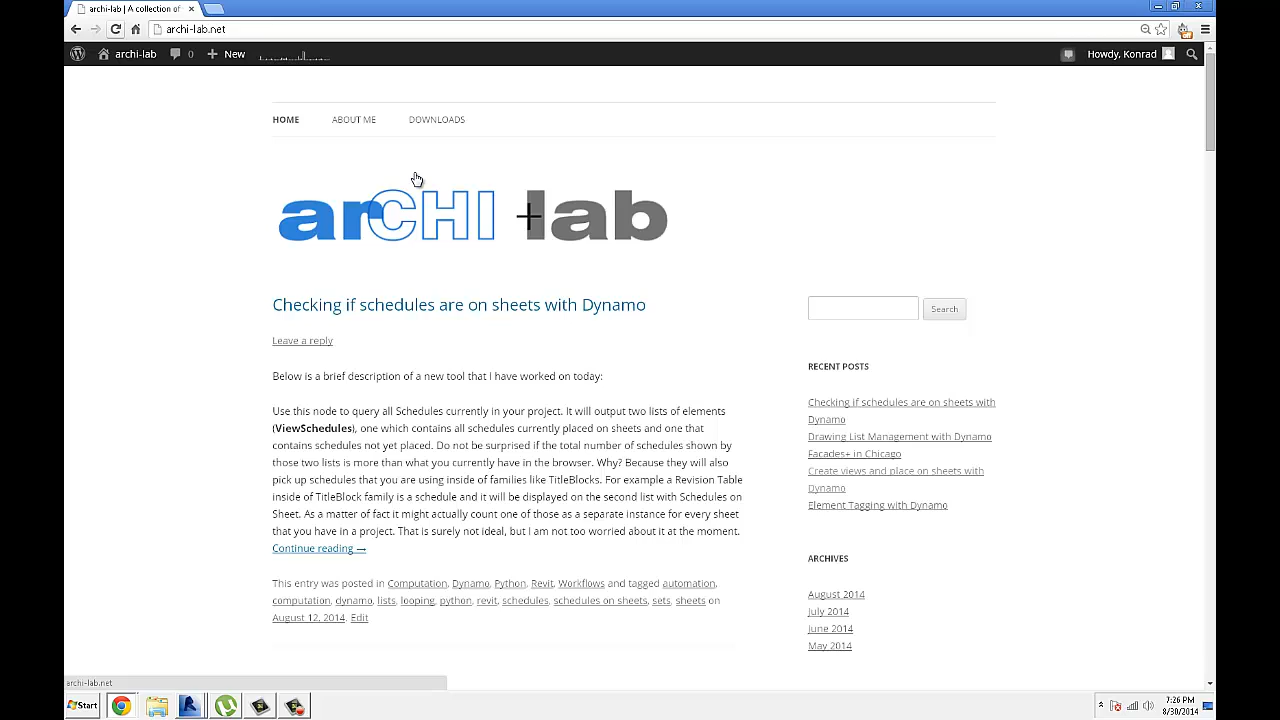 archi-lab | A collection of
archi-lab.net
archi-lab 0 New Howdy, Konrad
HOME ABOUT ME DOWNLOADS
arCHI lab
Checking if schedules are on sheets with Dynamo
Search
Leave a reply
RECENT POSTS
Below is a brief description of a new tool that I have worked on today:
Checking if schedules are on sheets with
Dynamo
Drawing List Management with Dynamo
Facades+ in Chicago
Create views and place on sheets with
Dynamo
Element Tagging with Dynamo
Use this node to query all Schedules currently in your project. It will output two lists of elements
(ViewSchedules), one which contains all schedules currently placed on sheets and one that
contains schedules not yet placed. Do not be surprised if the total number of schedules shown by
those two lists is more than what you currently have in the browser. Why? Because they will also
pick up schedules that you are using inside of families like TitleBlocks. For example a Revision Table
inside of TitleBlock family is a schedule and it will be displayed on the second list with Schedules on
Sheet. As a matter of fact it might actually count one of those as a separate instance for every sheet
that you have in a project. That is surely not ideal, but I am not too worried about it at the moment.
Continue reading →
ARCHIVES
August 2014
July 2014
June 2014
May 2014
This entry was posted in Computation, Dynamo, Python, Revit, Workflows and tagged automation,
computation, dynamo, lists, looping, python, revit, schedules, schedules on sheets, sets, sheets on
August 12, 2014. Edit
archi-lab.net
Start
7:26 PM
8/30/2014